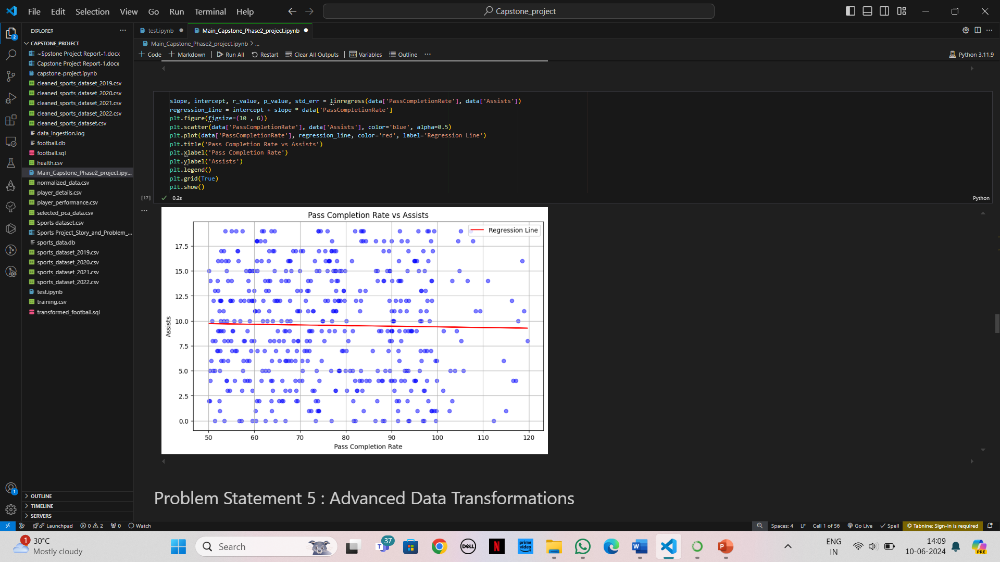 File Edit Selection View Go Run Terminal Help
Capstone_project
EXPLORER
test.ipynb
Main_Capstone_Phase2_project.ipynb
CAPSTONE_PROJECT
~$pstone Project Report-1.docx
Capstone Project Report-1.docx
capstone-project.ipynb
cleaned_sports_dataset_2019.csv
cleaned_sports_dataset_2020.csv
cleaned_sports_dataset_2021.csv
cleaned_sports_dataset_2022.csv
cleaned_sports_dataset.csv
data_ingestion.log
football.db
football.sql
health.csv
Main_Capstone_Phase2_project.ipy...
normalized_data.csv
player_details.csv
player_performance.csv
selected_pca_data.csv
Sports dataset.csv
Sports Project_Story_and_Problem_...
sports_data.db
sports_dataset_2019.csv
sports_dataset_2020.csv
sports_dataset_2021.csv
sports_dataset_2022.csv
test.ipynb
training.csv
transformed_football.sql
OUTLINE
TIMELINE
SERVERS
2
1
Main_Capstone_Phase2_project.ipynb > ...
+ Code + Markdown | Run All Restart Clear All Outputs | Variables Outline ...
Python 3.11.9
slope, intercept, r_value, p_value, std_err = linregress(data['PassCompletionRate'], data['Assists'])
regression_line = intercept + slope * data['PassCompletionRate']
plt.figure(figsize=(10 , 6))
plt.scatter(data['PassCompletionRate'], data['Assists'], color='blue', alpha=0.5)
plt.plot(data['PassCompletionRate'], regression_line, color='red', label='Regression Line')
plt.title('Pass Completion Rate vs Assists')
plt.xlabel('Pass Completion Rate')
plt.ylabel('Assists')
plt.legend()
plt.grid(True)
plt.show()
[17] 0.2s
Python
Pass Completion Rate vs Assists
Regression Line
17.5
15.0
12.5
10.0
7.5
5.0
2.5
0.0
Assists
50 60 70 80 90 100 110 120
Pass Completion Rate
Problem Statement 5 : Advanced Data Transformations
Launchpad 0 2 0 Watch
Spaces: 4 LF Cell 1 of 56 Go Live Spell Tabnine: Sign-in is required
1
30°C
Mostly cloudy
Search
37
DELL
N
prime video
W
P
ENG
IN
14:09
10-06-2024
PRE